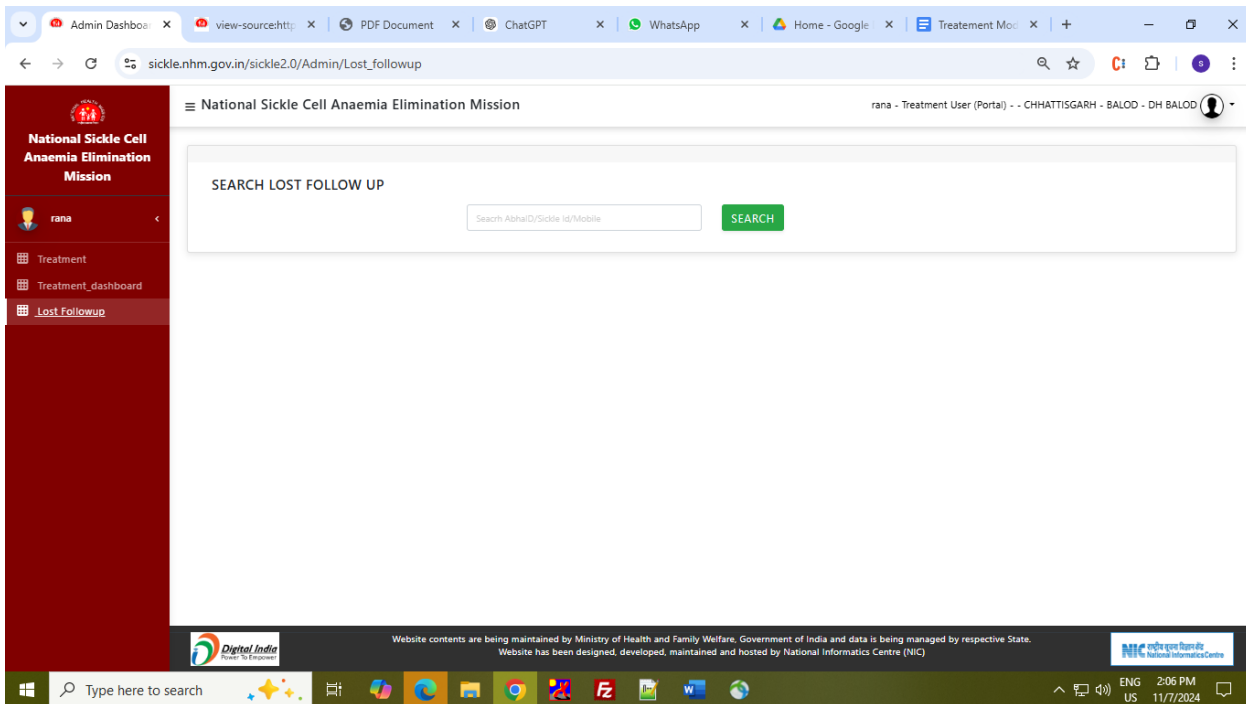 Admin Dashboar
view-source:http
PDF Document
ChatGPT
WhatsApp
Home - Google
Treatement Mod
sickle.nhm.gov.in/sickle2.0/Admin/Lost_followup
National Sickle Cell
Anaemia Elimination
Mission
rana
Treatment
Treatment_dashboard
Lost Followup
National Sickle Cell Anaemia Elimination Mission
rana - Treatment User (Portal) - - CHHATTISGARH - BALOD - DH BALOD
SEARCH LOST FOLLOW UP
Seacrh AbhaID/Sickle Id/Mobile
SEARCH
Digital India
Power To Empower
Website contents are being maintained by Ministry of Health and Family Welfare, Government of India and data is being managed by respective State.
Website has been designed, developed, maintained and hosted by National Informatics Centre (NIC)
NIC राष्ट्रीय सूचना विज्ञान केंद्र
National Informatics Centre
Type here to search
ENG
US
2:06 PM
11/7/2024